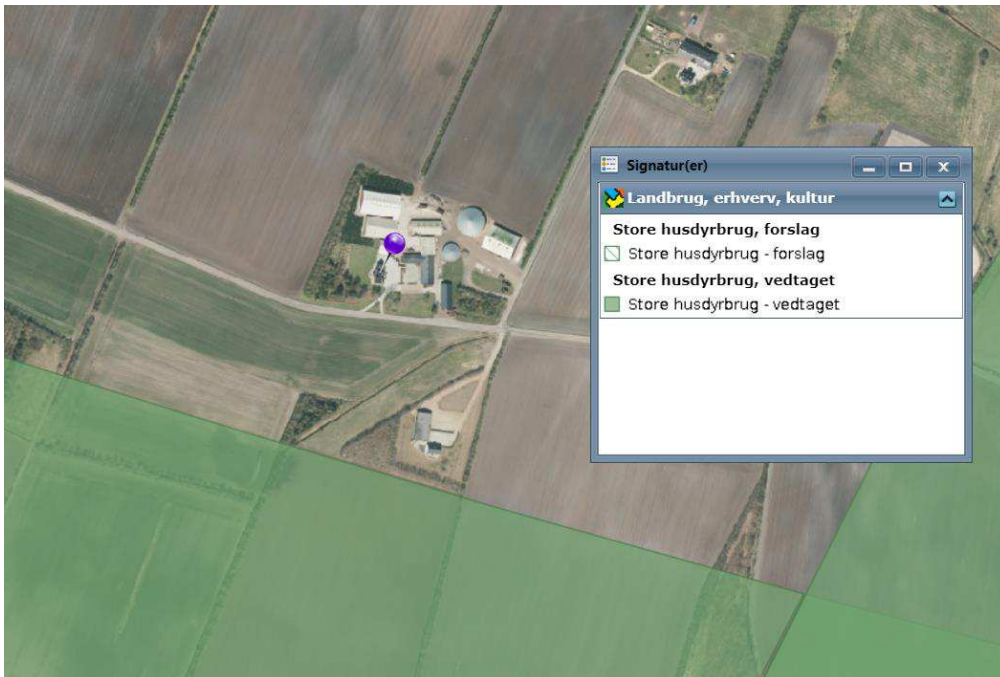 Signatur(er)
Landbrug, erhverv, kultur
Store husdyrbrug, forslag
Store husdyrbrug - forslag
Store husdyrbrug, vedtaget
Store husdyrbrug - vedtaget